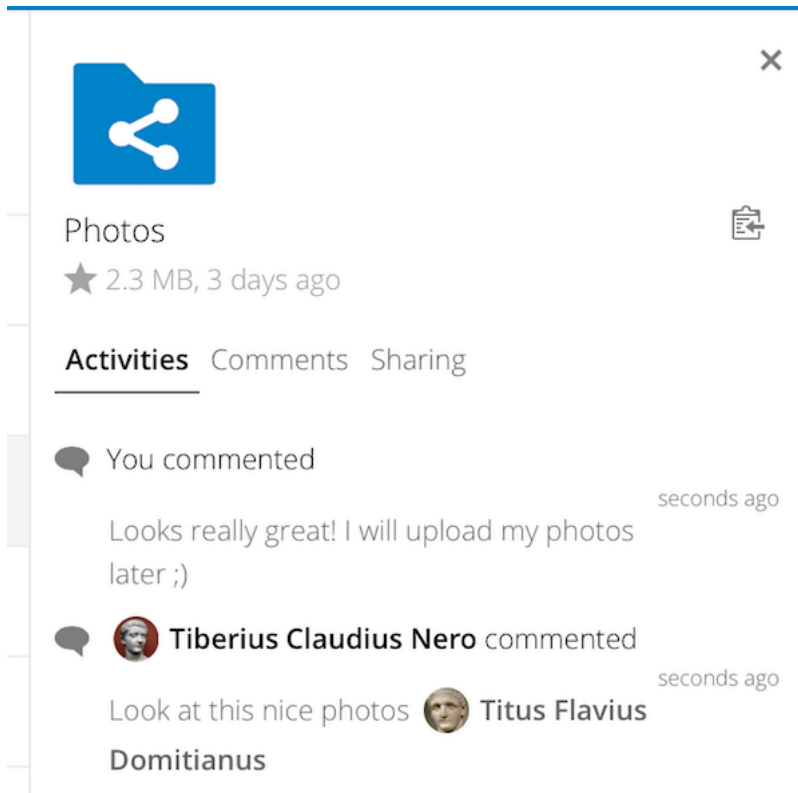 Photos
2.3 MB, 3 days ago
Activities Comments Sharing
You commented
seconds ago
Looks really great! I will upload my photos
later ;)
Tiberius Claudius Nero commented
seconds ago
Look at this nice photos Titus Flavius
Domitianus